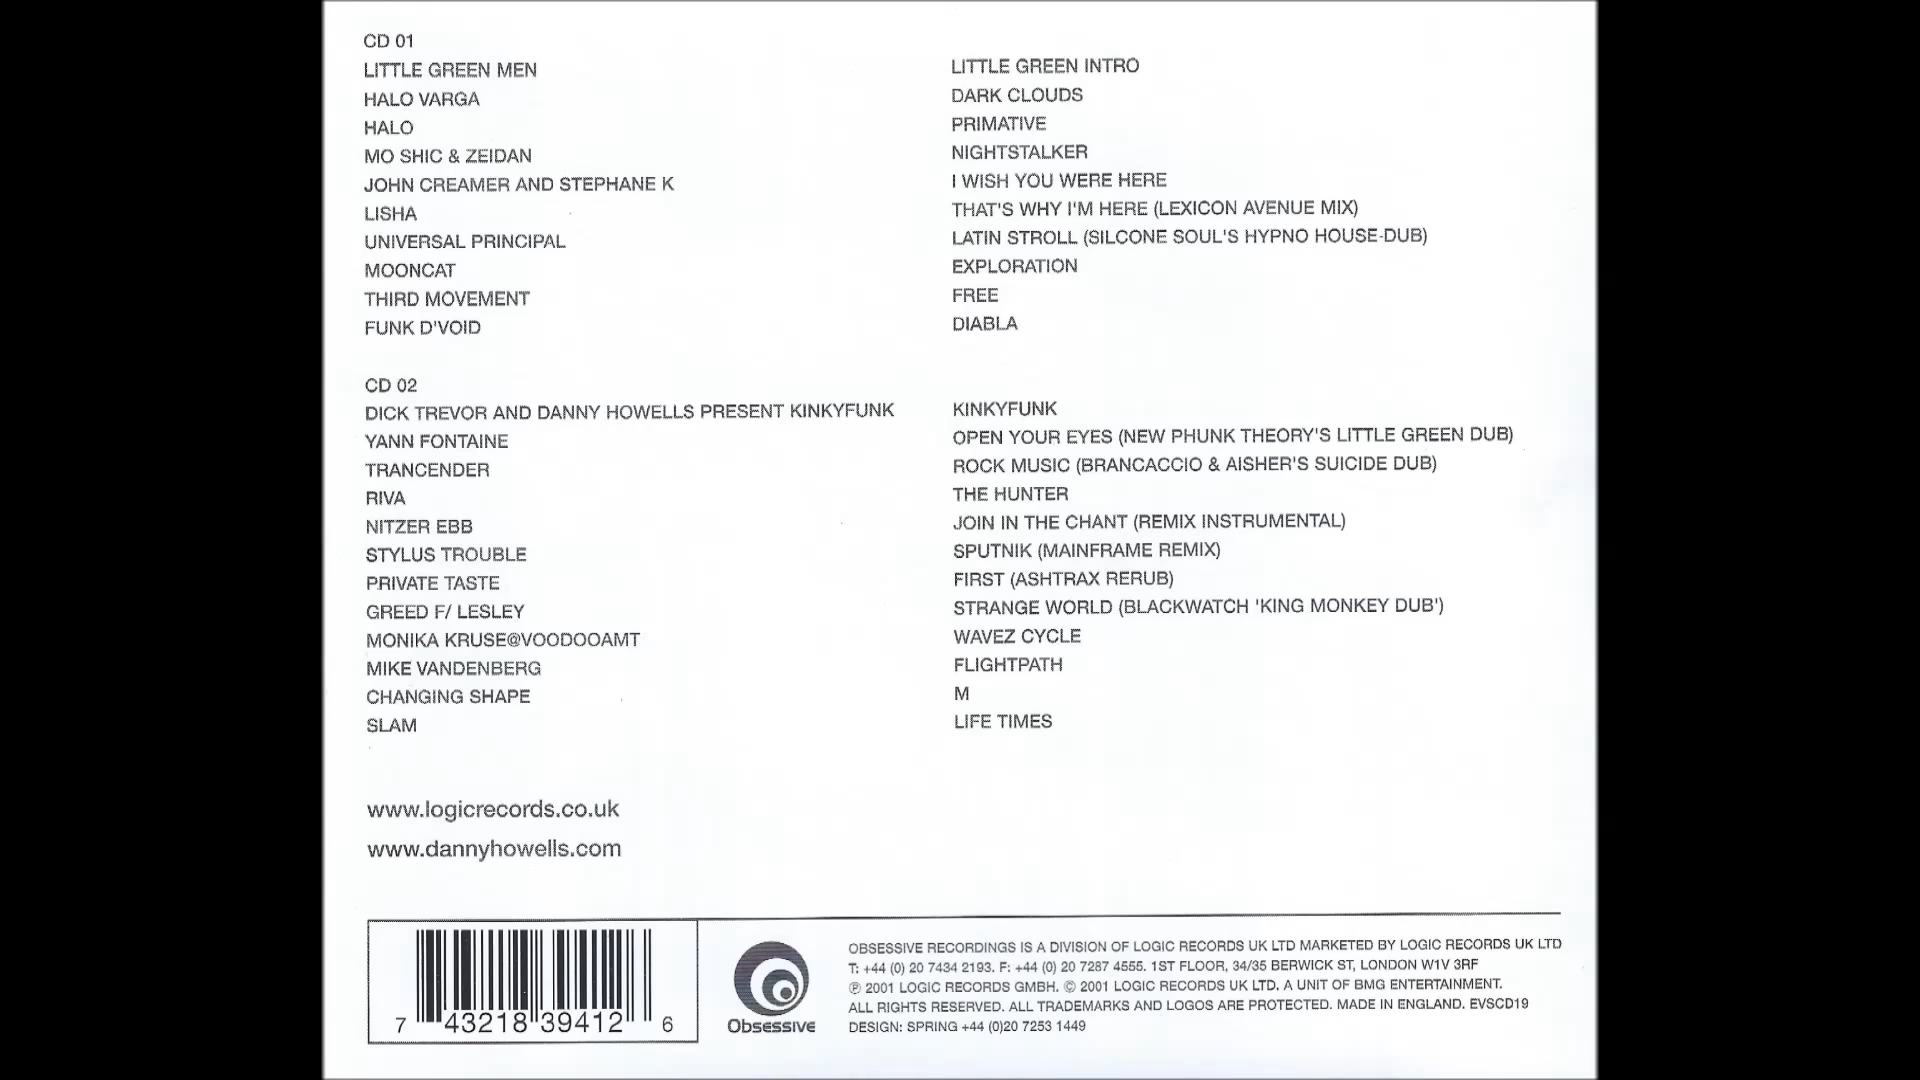 CD 01
LITTLE GREEN MEN LITTLE GREEN INTRO
HALO VARGA DARK CLOUDS
HALO PRIMATIVE
MO SHIC & ZEIDAN NIGHTSTALKER
JOHN CREAMER AND STEPHANE K I WISH YOU WERE HERE
LISHA THAT'S WHY I'M HERE (LEXICON AVENUE MIX)
UNIVERSAL PRINCIPAL LATIN STROLL (SILCONE SOUL'S HYPNO HOUSE-DUB)
MOONCAT EXPLORATION
THIRD MOVEMENT FREE
FUNK D'VOID DIABLA
CD 02
DICK TREVOR AND DANNY HOWELLS PRESENT KINKYFUNK KINKYFUNK
YANN FONTAINE OPEN YOUR EYES (NEW PHUNK THEORY'S LITTLE GREEN DUB)
TRANCENDER ROCK MUSIC (BRANCACCIO & AISHER'S SUICIDE DUB)
RIVA THE HUNTER
NITZER EBB JOIN IN THE CHANT (REMIX INSTRUMENTAL)
STYLUS TROUBLE SPUTNIK (MAINFRAME REMIX)
PRIVATE TASTE FIRST (ASHTRAX RERUB)
GREED F/ LESLEY STRANGE WORLD (BLACKWATCH 'KING MONKEY DUB')
MONIKA KRUSE@VOODOOAMT WAVEZ CYCLE
MIKE VANDENBERG FLIGHTPATH
CHANGING SHAPE M
SLAM LIFE TIMES
www.logicrecords.co.uk
www.dannyhowells.com
7 43218 39412 6
Obsessive
OBSESSIVE RECORDINGS IS A DIVISION OF LOGIC RECORDS UK LTD MARKETED BY LOGIC RECORDS UK LTD
T: +44 (0) 20 7434 2193. F: +44 (0) 20 7287 4555. 1ST FLOOR, 34/35 BERWICK ST, LONDON W1V 3RF
℗ 2001 LOGIC RECORDS GMBH. © 2001 LOGIC RECORDS UK LTD. A UNIT OF BMG ENTERTAINMENT.
ALL RIGHTS RESERVED. ALL TRADEMARKS AND LOGOS ARE PROTECTED. MADE IN ENGLAND. EVSCD19
DESIGN: SPRING +44 (0)20 7253 1449